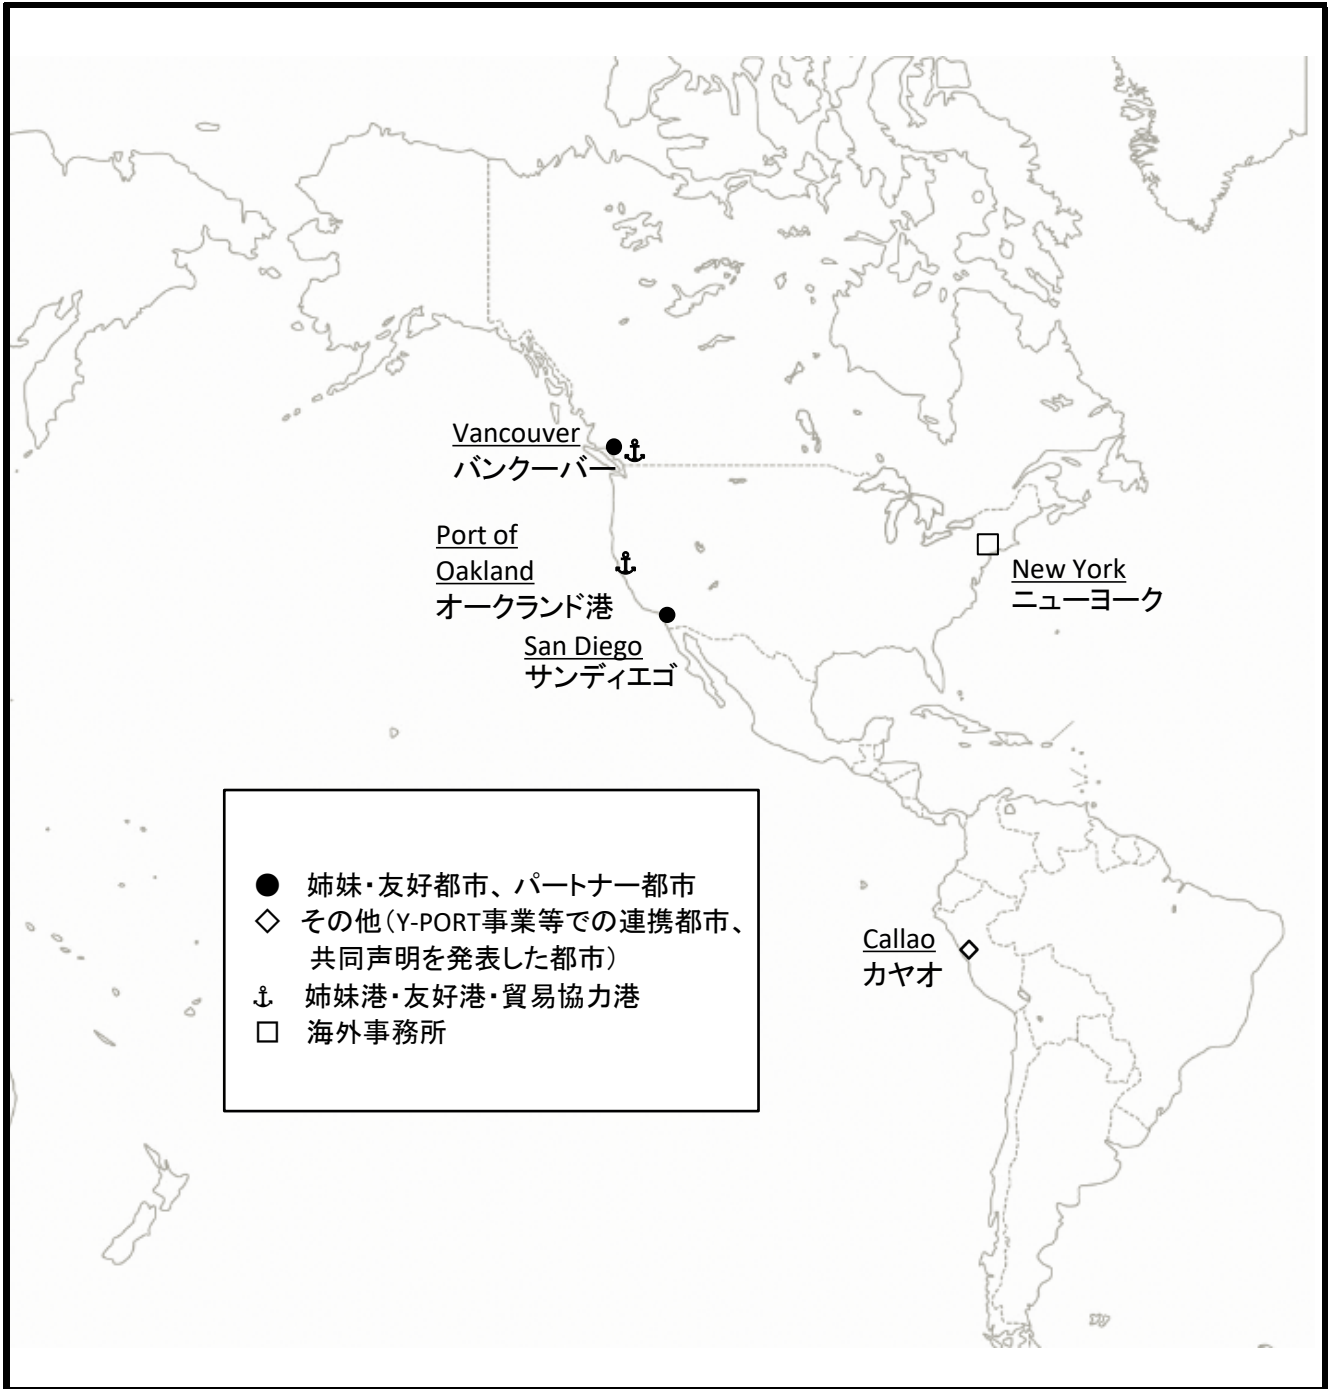 Vancouver
バンクーバー
Port of
Oakland
オークランド港
San Diego
サンディエゴ
New York
ニューヨーク
Callao
カヤオ
● 姉妹・友好都市、パートナー都市
◇ その他（Y-PORT事業等での連携都市、
共同声明を発表した都市）
⚓ 姉妹港・友好港・貿易協力港
□ 海外事務所